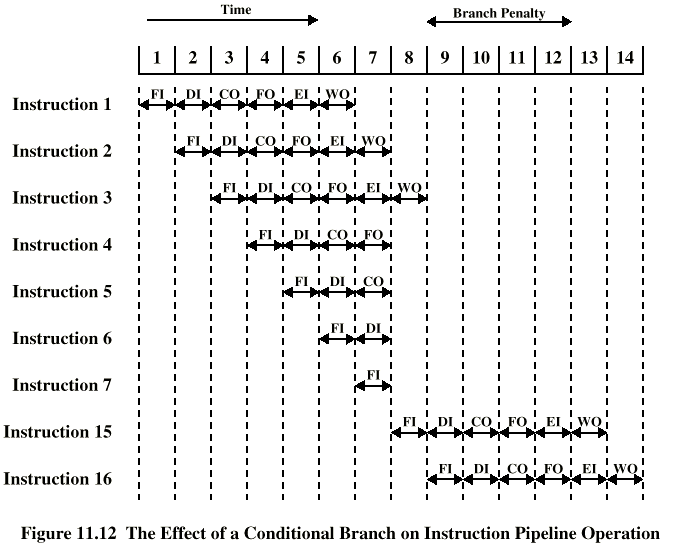 Time Branch Penalty
1 2 3 4 5 6 7 8 9 10 11 12 13 14
Instruction 1 FI DI CO FO EI WO
Instruction 2 FI DI CO FO EI WO
Instruction 3 FI DI CO FO EI WO
Instruction 4 FI DI CO FO
Instruction 5 FI DI CO
Instruction 6 FI DI
Instruction 7 FI
Instruction 15 FI DI CO FO EI WO
Instruction 16 FI DI CO FO EI WO
Figure 11.12 The Effect of a Conditional Branch on Instruction Pipeline Operation